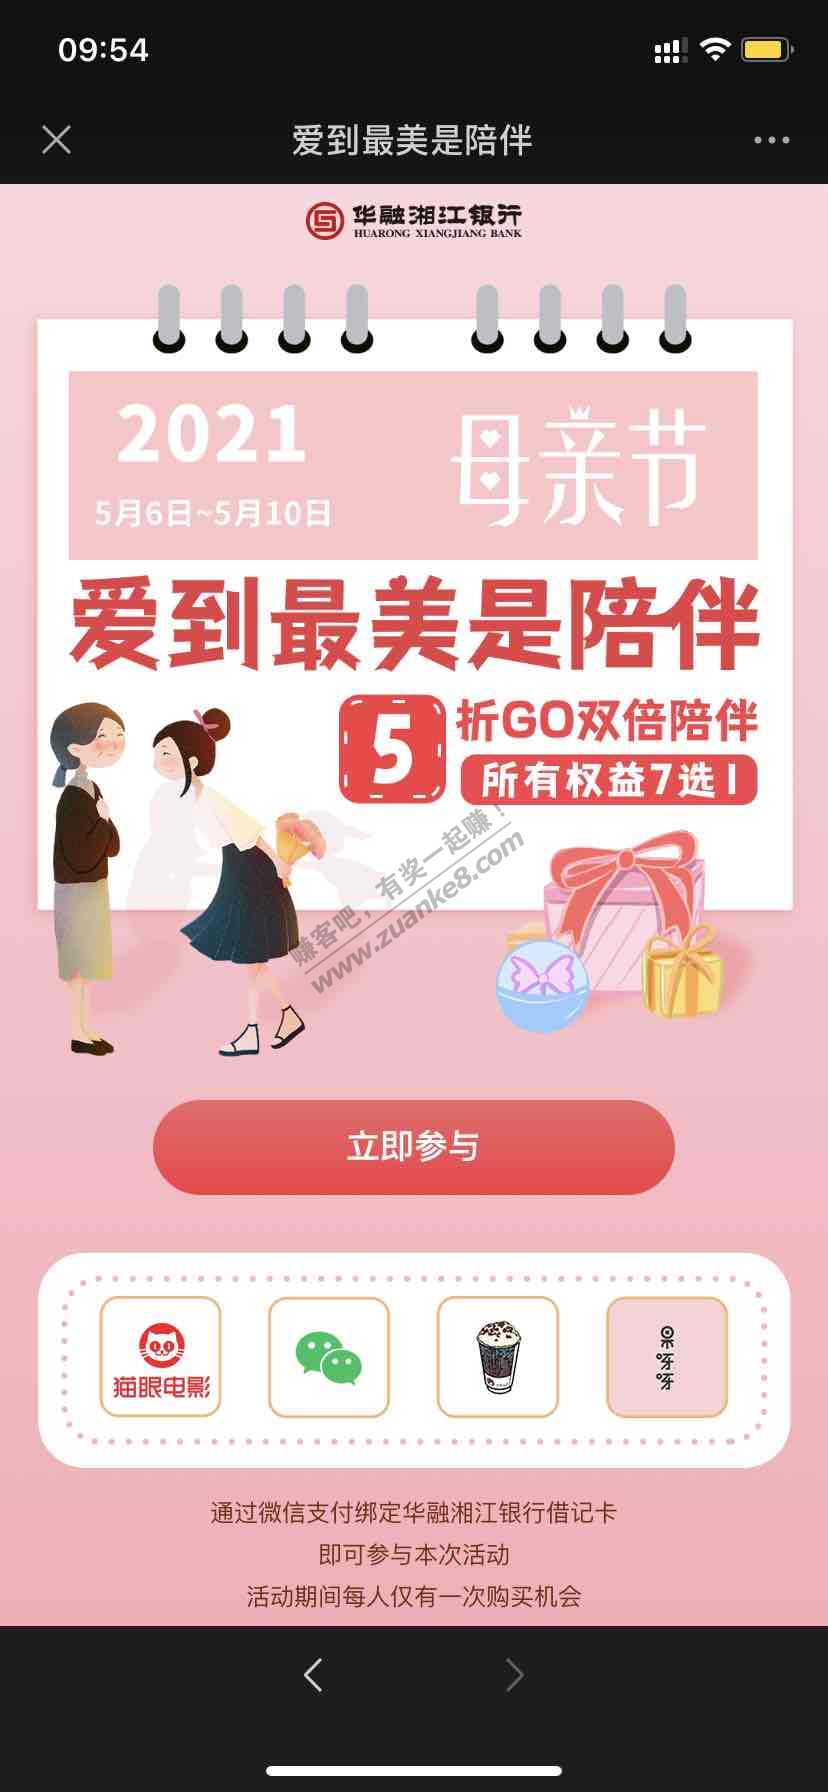 09:54
爱到最美是陪伴
华融湘江银行
HUARONG XIANGJIANG BANK
2021
母亲节
5月6日~5月10日
爱到最美是陪伴
5
折GO双倍陪伴
所有权益7选1
赚客吧，有奖一起赚！
www.zuanke8.com
立即参与
猫眼电影
果呀呀
通过微信支付绑定华融湘江银行借记卡
即可参与本次活动
活动期间每人仅有一次购买机会